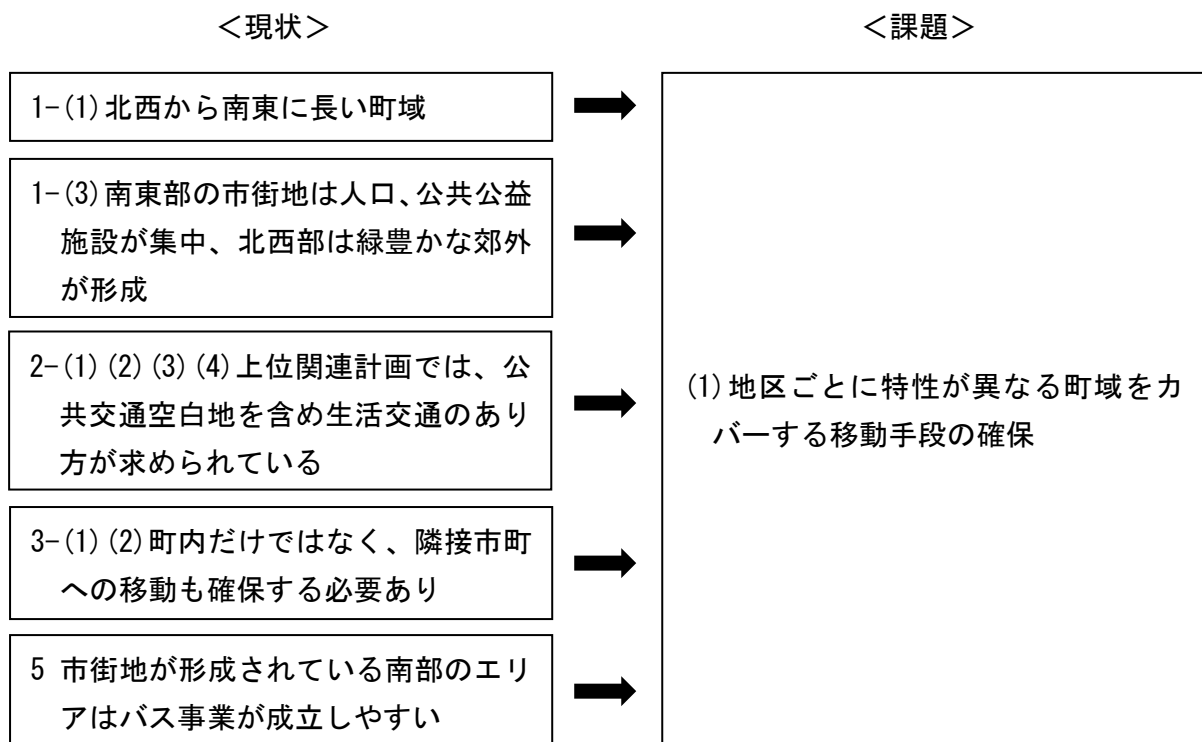 ＜現状＞
＜課題＞
1-(1)北西から南東に長い町域
1-(3)南東部の市街地は人口、公共公益
施設が集中、北西部は緑豊かな郊外
が形成
2-(1)(2)(3)(4)上位関連計画では、公
共交通空白地を含め生活交通のあり
方が求められている
3-(1)(2)町内だけではなく、隣接市町
への移動も確保する必要あり
5 市街地が形成されている南部のエリ
アはバス事業が成立しやすい
(1)地区ごとに特性が異なる町域をカ
バーする移動手段の確保